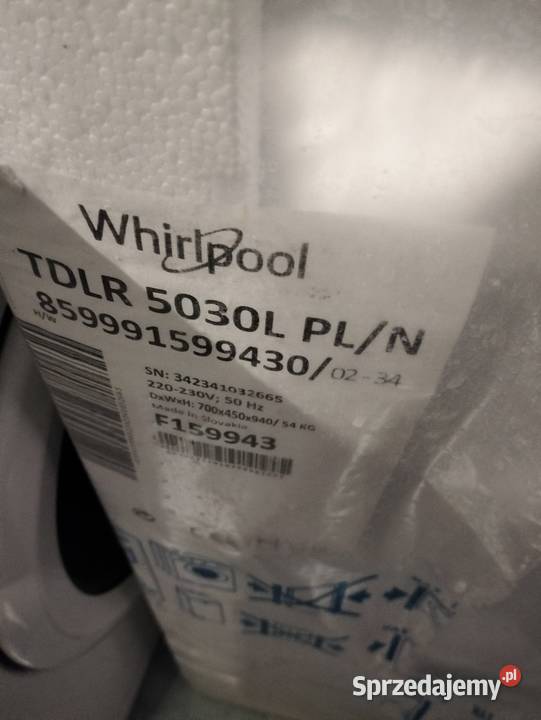 Whirlpool
TDLR 5030L PL/N
859991599430/02-34
H/W
SN: 342341032665
220-230V; 50 Hz
DxWxH: 700x450x940/ 54 KG
Made in Slovakia
F159943
Sprzedajemy.pl